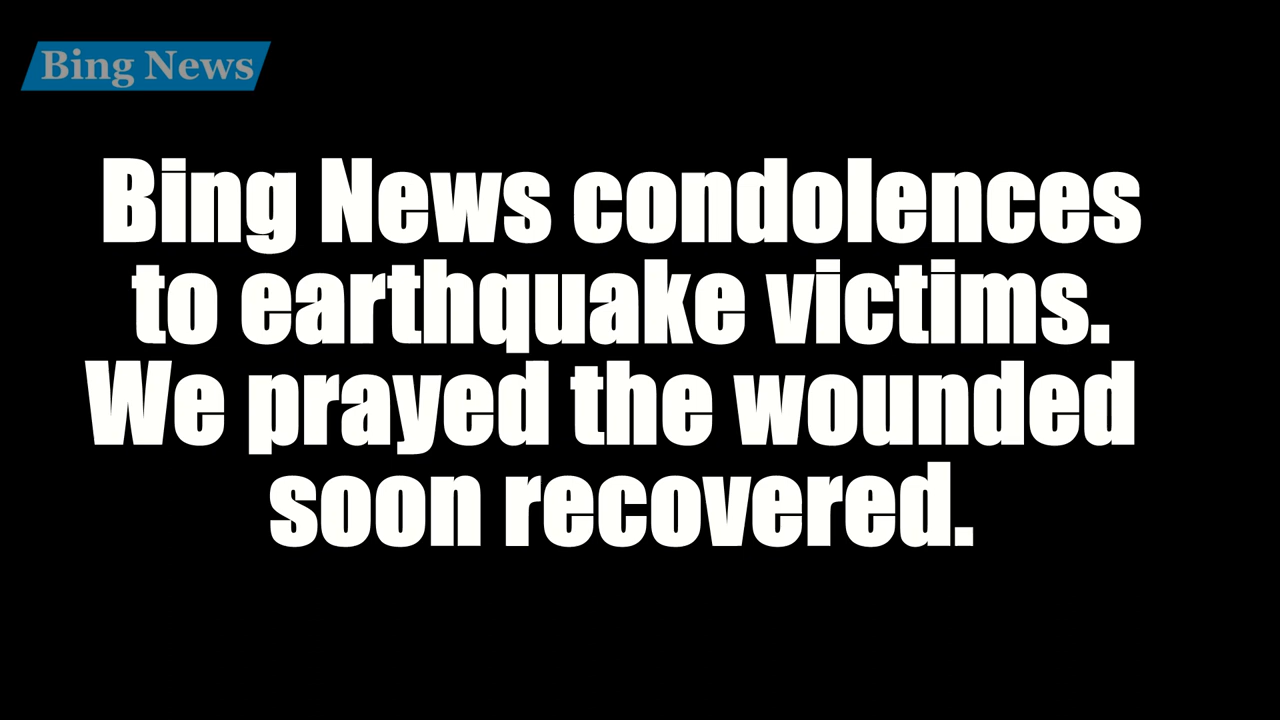 Bing News
Bing News condolences
to earthquake victims.
We prayed the wounded
soon recovered.